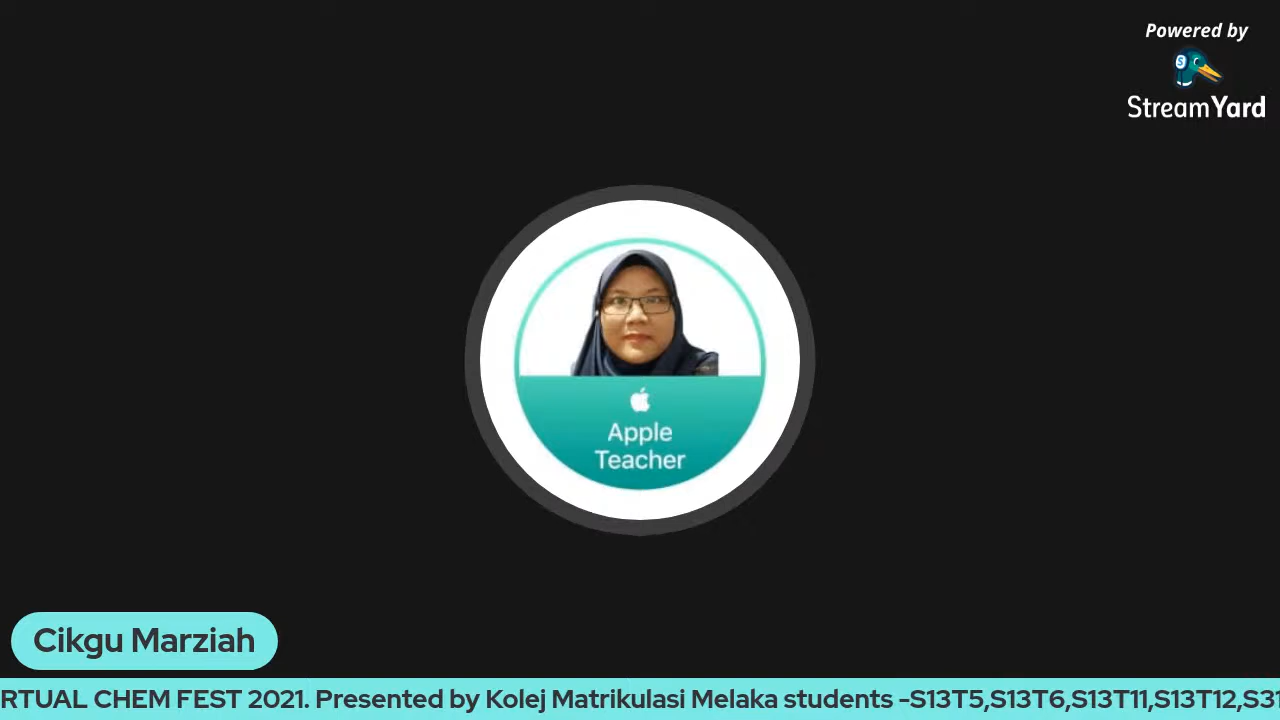 Powered by
StreamYard
Apple
Teacher
Cikgu Marziah
RTUAL CHEM FEST 2021. Presented by Kolej Matrikulasi Melaka students -S13T5,S13T6,S13T11,S13T12,S31